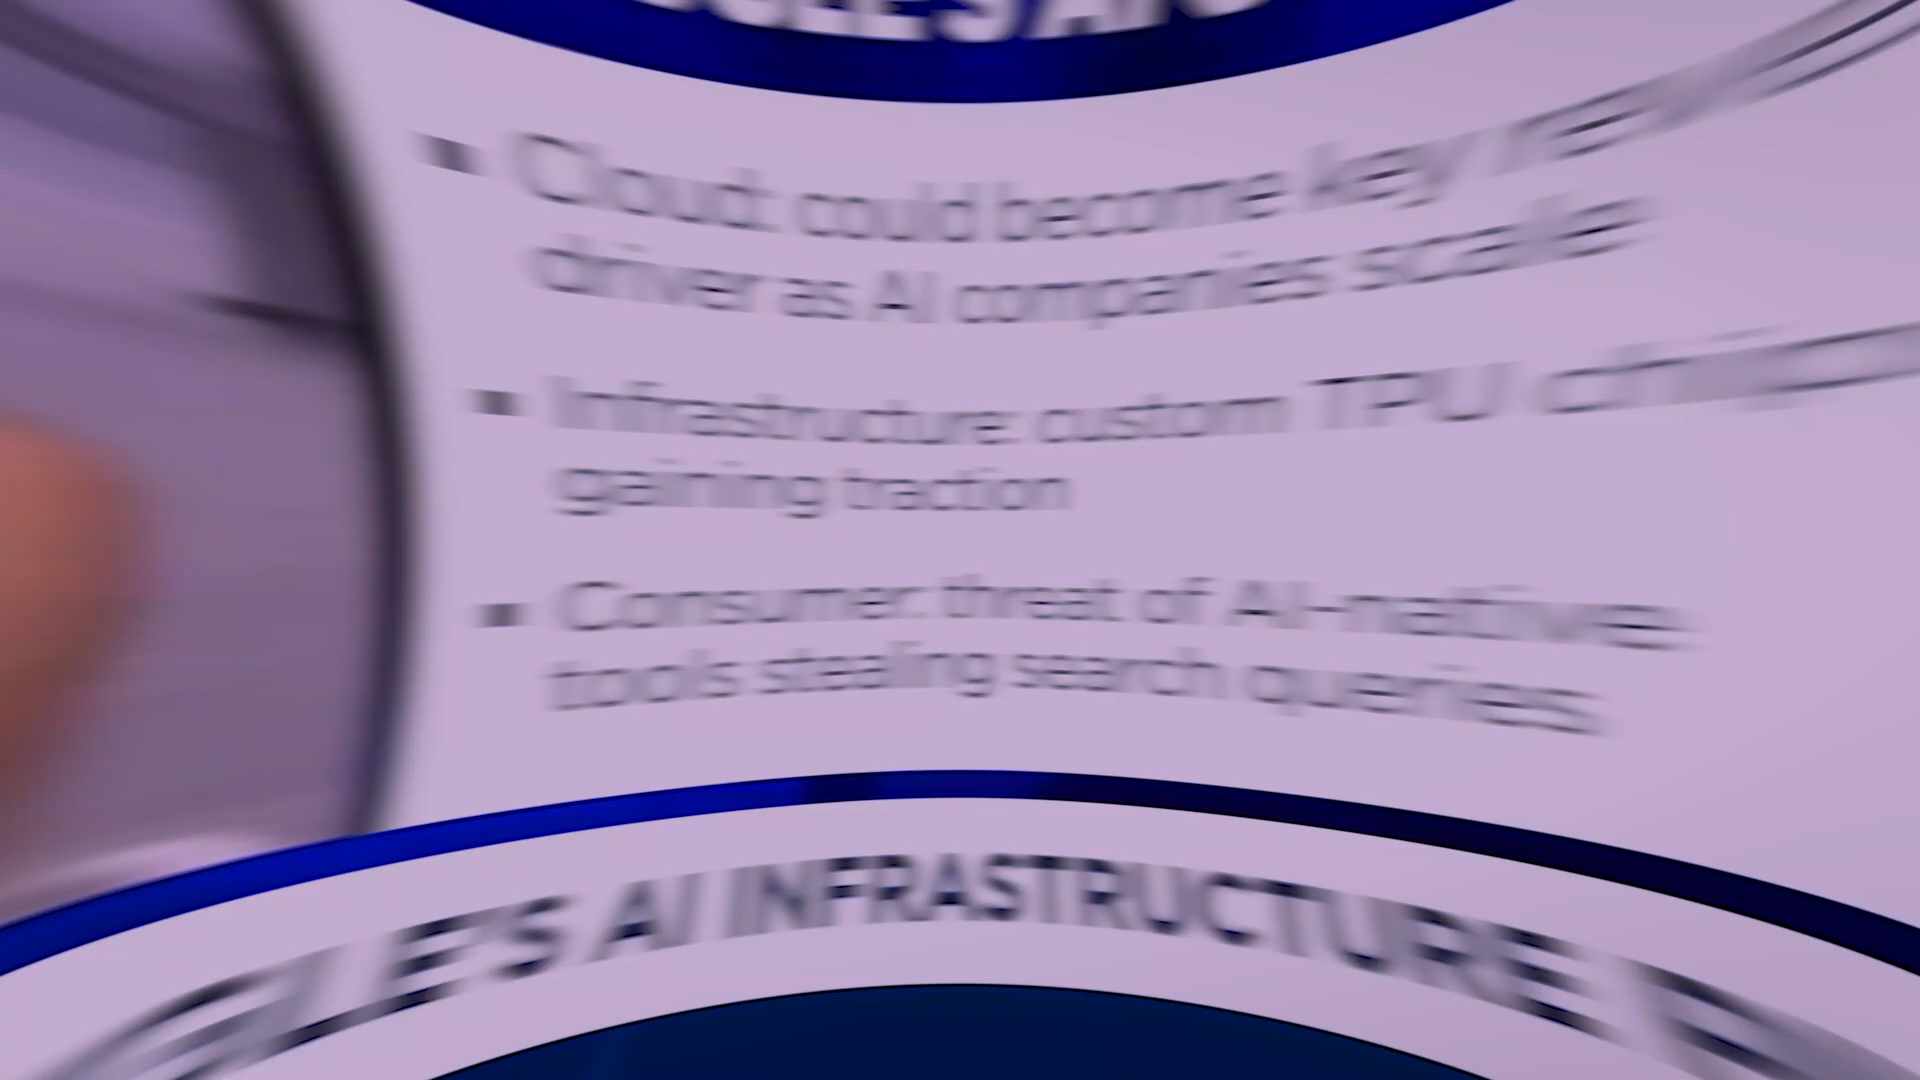 Cloud: could become key
driver as AI companies scale
Infrastructure: custom TPU chips
gaining traction
Consumer: threat of AI-native
tools stealing search queries
AI INFRASTRUCTURE